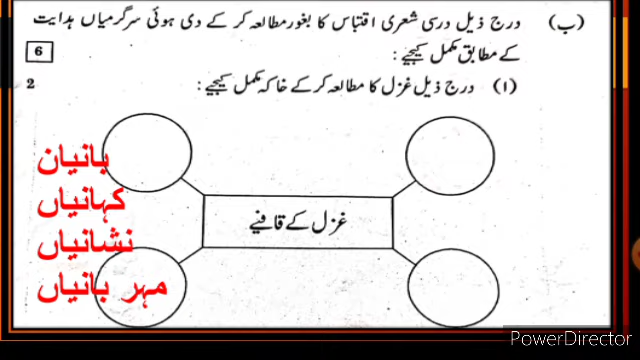 (ب) درج ذیل درسی شعری اقتباس کا بغور مطالعہ کر کے دی ہوئی سرگرمیاں ہدایت
کے مطابق مکمل کیجیے : 6
(۱) درج ذیل غزل کا مطالعہ کر کے خاکہ مکمل کیجیے : 2
غزل کے قافیے
بانیان
کہانیاں
نشانیاں
مہر بانیاں
PowerDirector